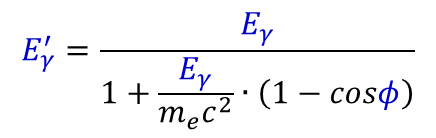 E′γ = Eγ / (1 + Eγ/(mₑc²) · (1 − cosϕ))